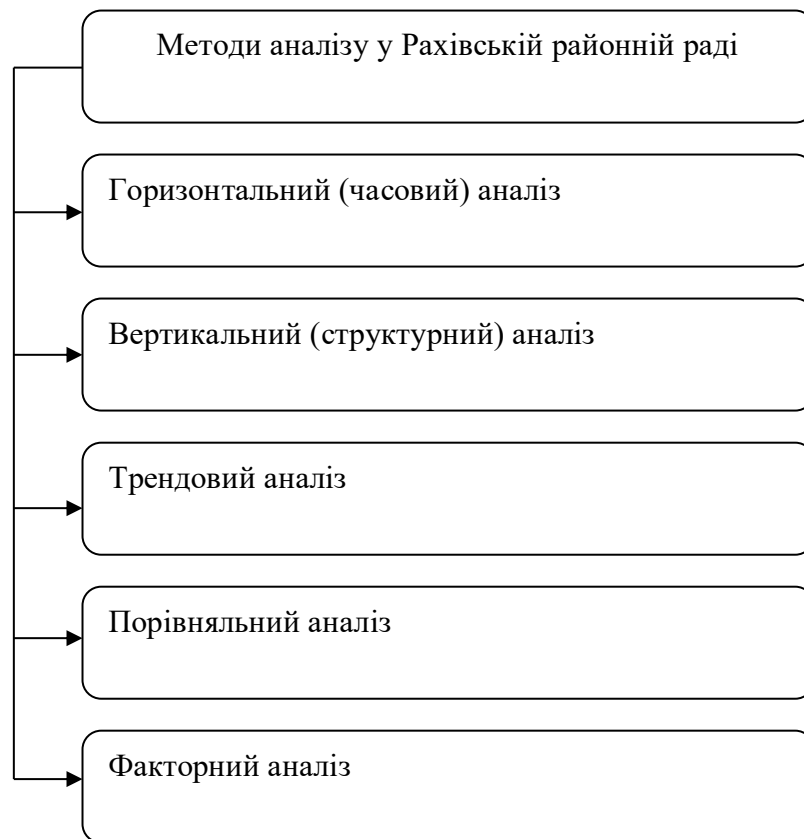 Методи аналізу у Рахівській районній раді
Горизонтальний (часовий) аналіз
Вертикальний (структурний) аналіз
Трендовий аналіз
Порівняльний аналіз
Факторний аналіз